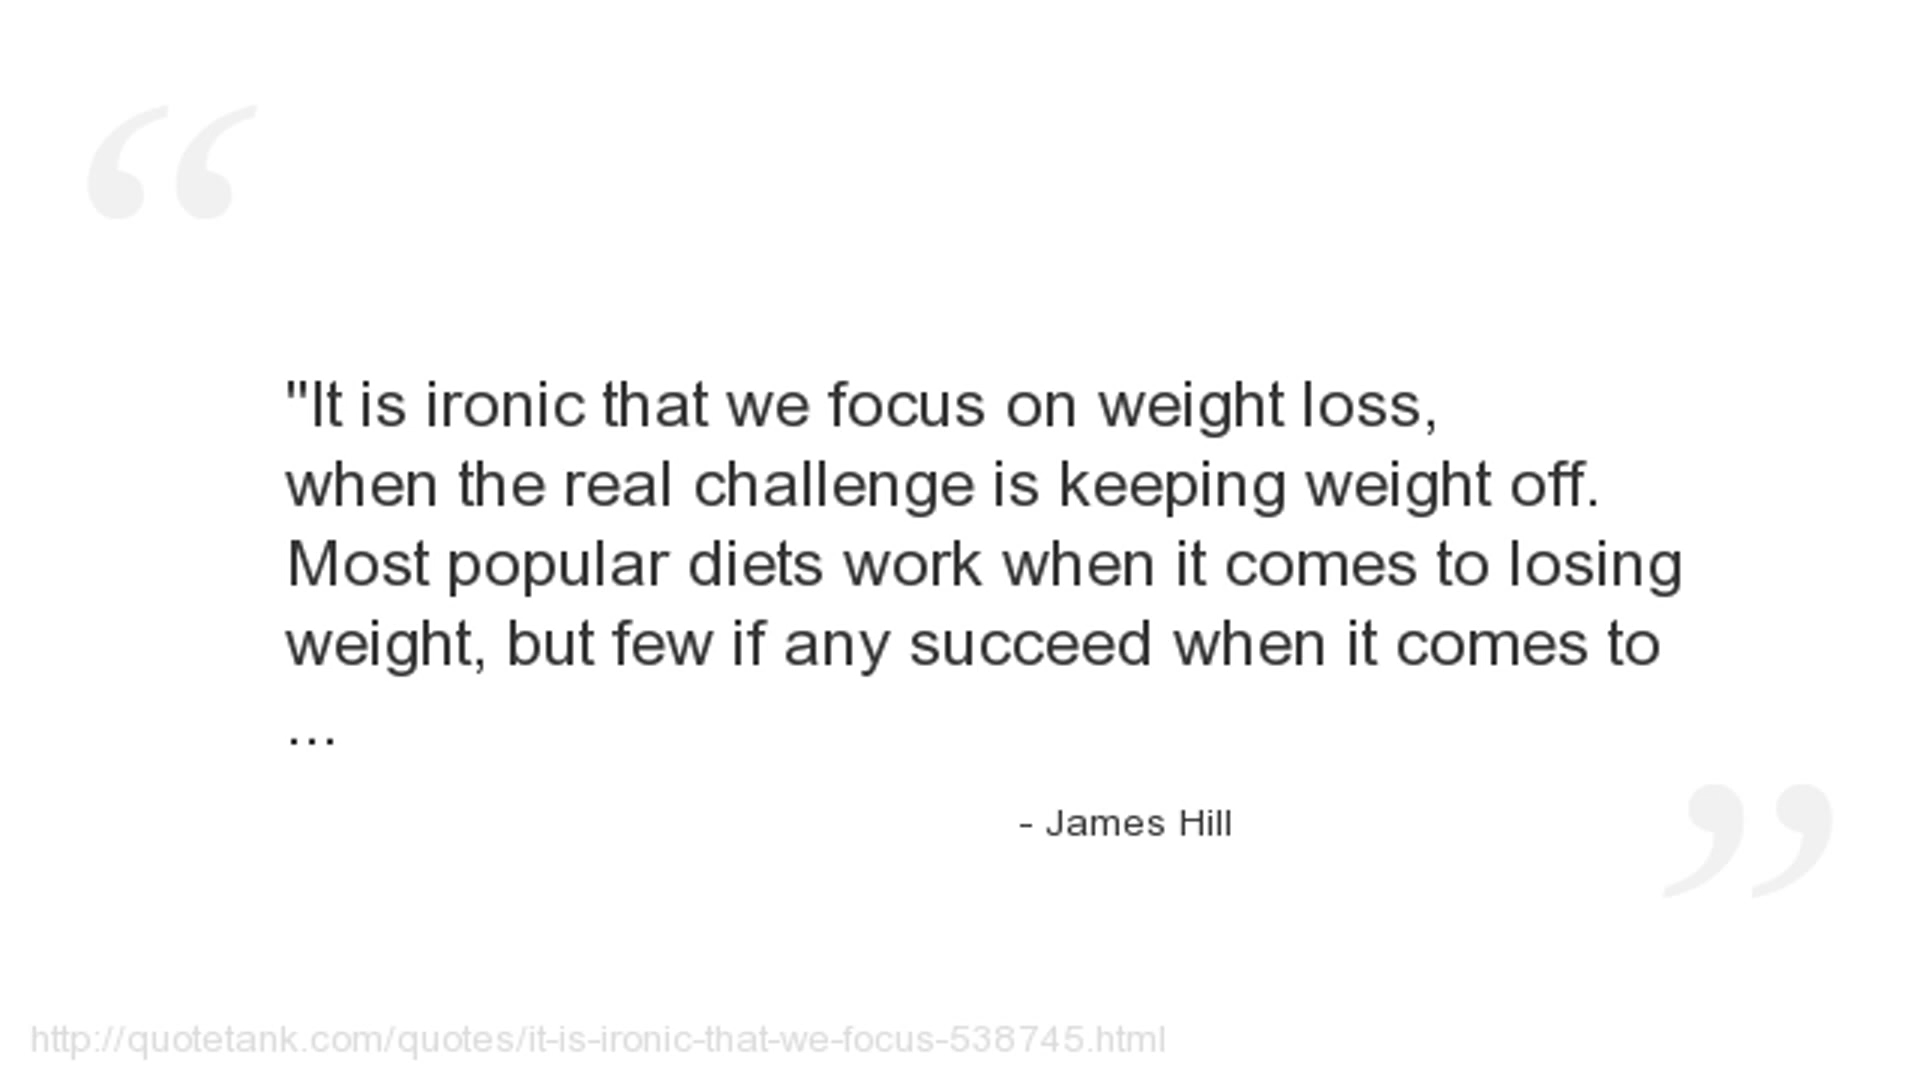 "It is ironic that we focus on weight loss,
when the real challenge is keeping weight off.
Most popular diets work when it comes to losing
weight, but few if any succeed when it comes to
...
- James Hill
http://quotetank.com/quotes/it-is-ironic-that-we-focus-538745.html